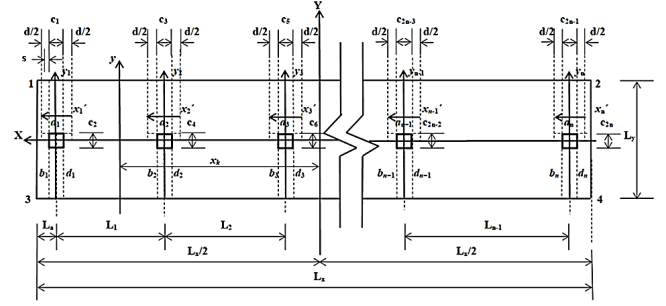 Y
c₁ c₃ c₅ c₂ₙ₋₃ c₂ₙ₋₁
d/2 d/2 d/2 d/2 d/2 d/2 d/2 d/2 d/2 d/2
s y₁ y y₂ y₃ yₙ₋₁ yₙ
1 2
x₁´ x₂´ x₃´ xₙ₋₁´ xₙ´
a₁ c₂ a₂ c₄ a₃ c₆ aₙ₋₁ c₂ₙ₋₂ aₙ c₂ₙ
X Lᵧ
xₖ
b₁ d₁ b₂ d₂ b₃ d₃ bₙ₋₁ dₙ₋₁ bₙ dₙ
3 4
Lₐ L₁ L₂ Lₙ₋₁
Lₓ/2 Lₓ/2
Lₓ